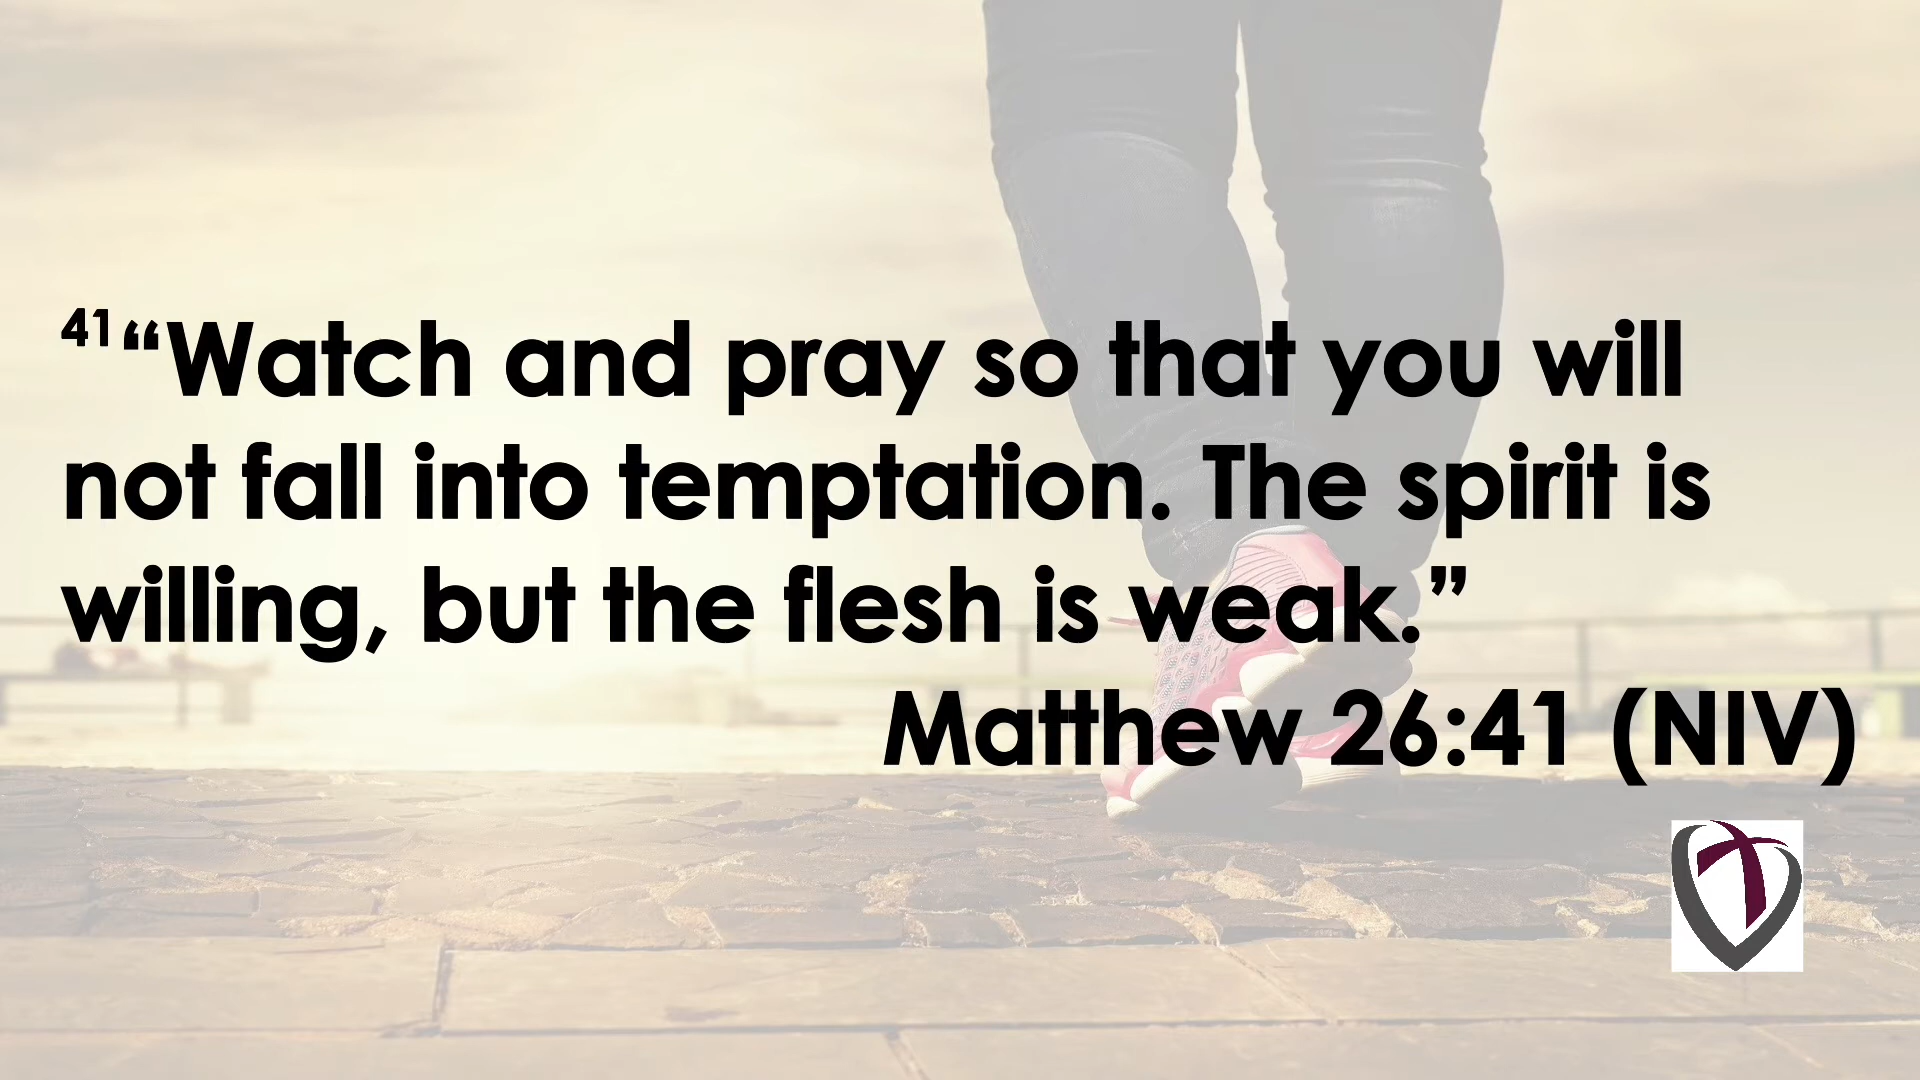 41“Watch and pray so that you will
not fall into temptation. The spirit is
willing, but the flesh is weak.”
Matthew 26:41 (NIV)